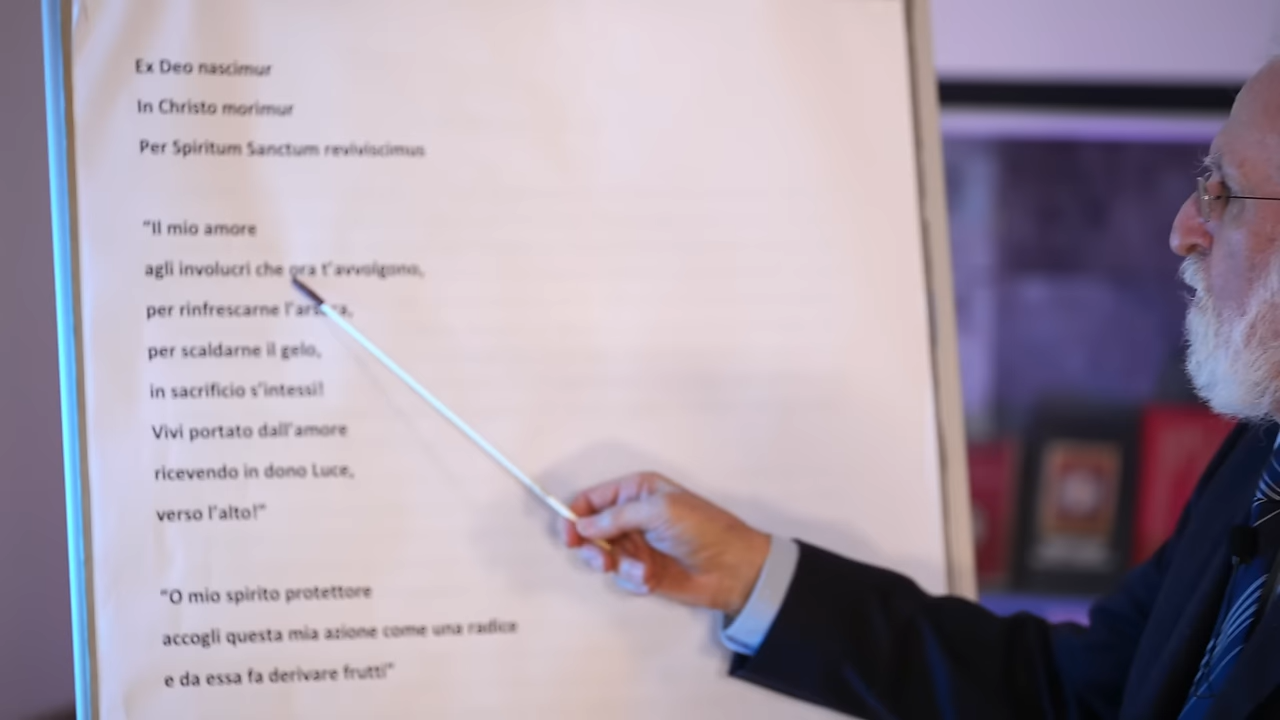 Ex Deo nascimur
In Christo morimur
Per Spiritum Sanctum reviviscimus
“Il mio amore
agli involucri che ora t’avvolgono,
per rinfrescarne l’arsura,
per scaldarne il gelo,
in sacrificio s’intessi!
Vivi portato dall’amore
ricevendo in dono Luce,
verso l’alto!”
“O mio spirito protettore
accogli questa mia azione come una radice
e da essa fa derivare frutti”